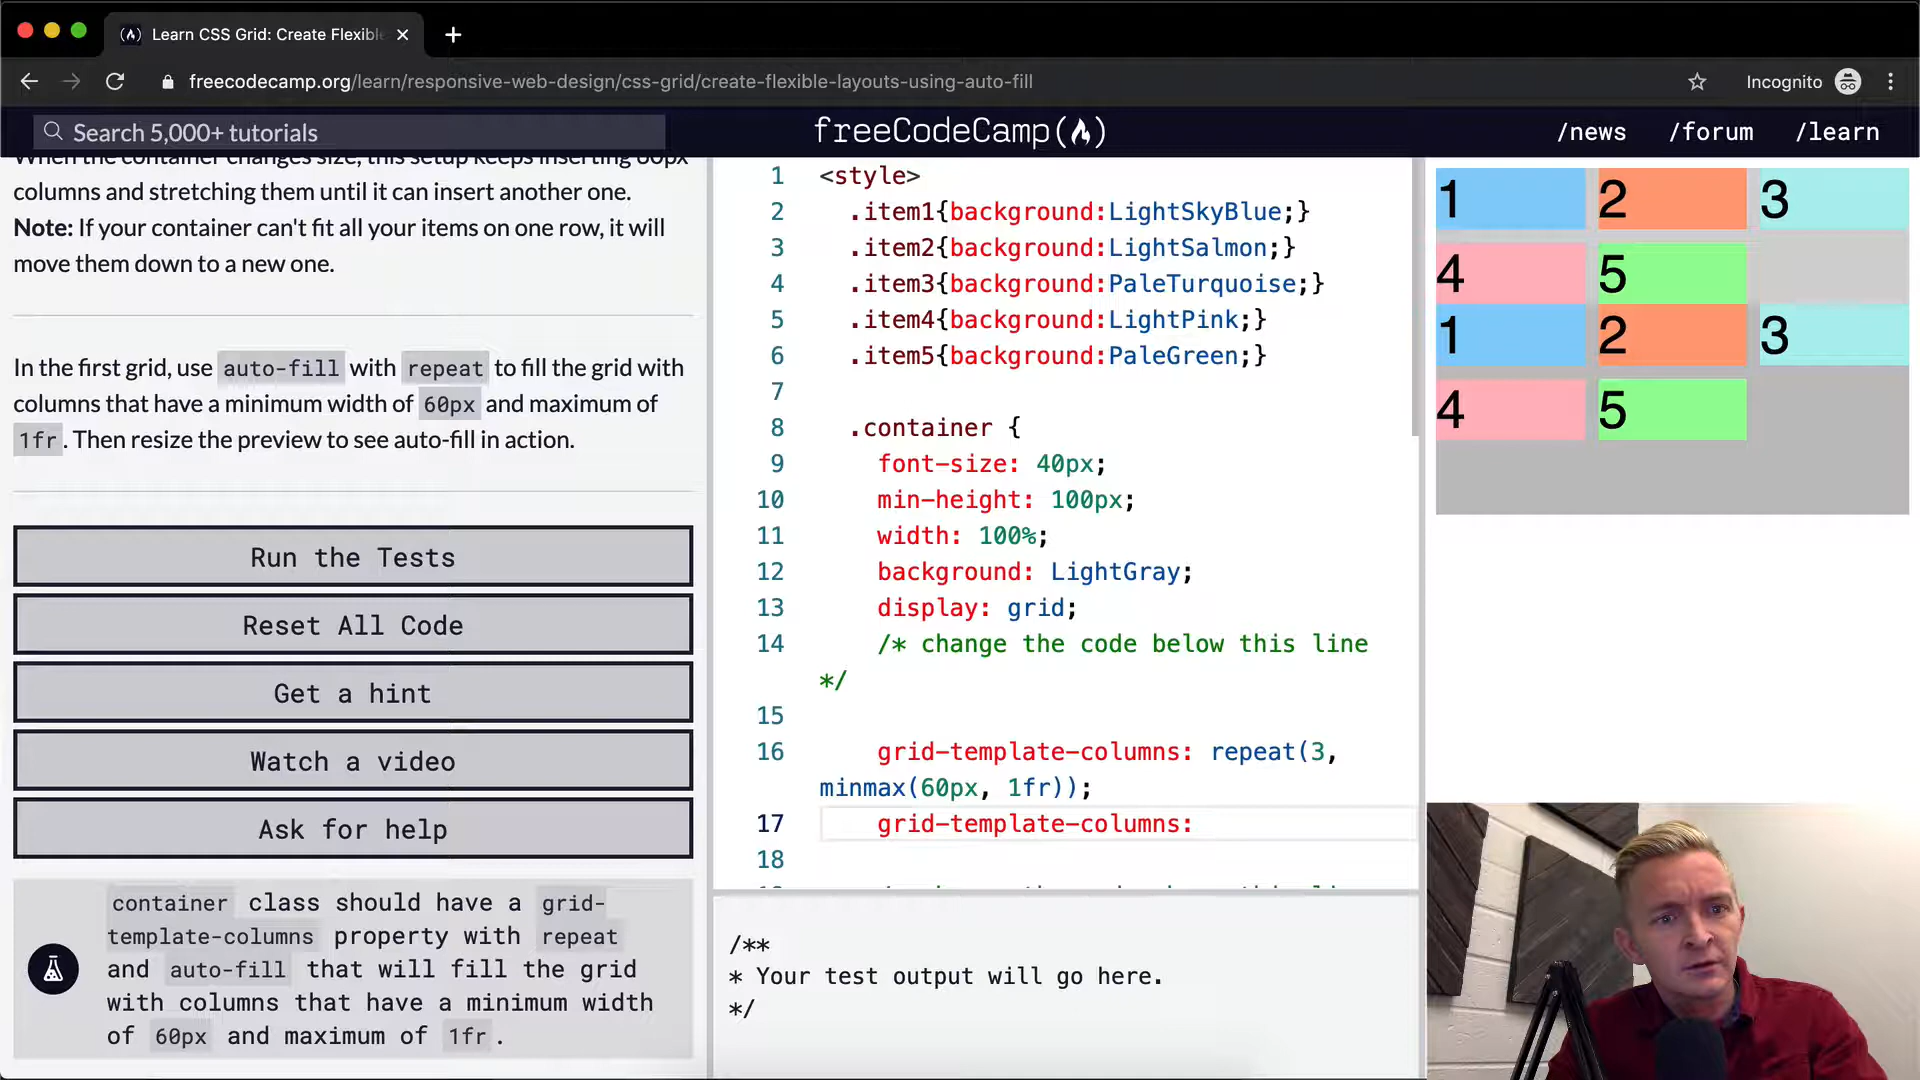 Learn CSS Grid: Create Flexibl
freecodecamp.org/learn/responsive-web-design/css-grid/create-flexible-layouts-using-auto-fill
Incognito
Search 5,000+ tutorials
freeCodeCamp
/news /forum /learn
When the container changes size, this setup keeps inserting 60px
columns and stretching them until it can insert another one.
Note: If your container can't fit all your items on one row, it will
move them down to a new one.
In the first grid, use auto-fill with repeat to fill the grid with
columns that have a minimum width of 60px and maximum of
1fr. Then resize the preview to see auto-fill in action.
Run the Tests
Reset All Code
Get a hint
Watch a video
Ask for help
container class should have a grid-
template-columns property with repeat
and auto-fill that will fill the grid
with columns that have a minimum width
of 60px and maximum of 1fr.
1 <style>
2 .item1{background:LightSkyBlue;}
3 .item2{background:LightSalmon;}
4 .item3{background:PaleTurquoise;}
5 .item4{background:LightPink;}
6 .item5{background:PaleGreen;}
7
8 .container {
9 font-size: 40px;
10 min-height: 100px;
11 width: 100%;
12 background: LightGray;
13 display: grid;
14 /* change the code below this line
*/
15
16 grid-template-columns: repeat(3,
minmax(60px, 1fr));
17 grid-template-columns:
18
/**
* Your test output will go here.
*/
1 2 3
4 5
1 2 3
4 5